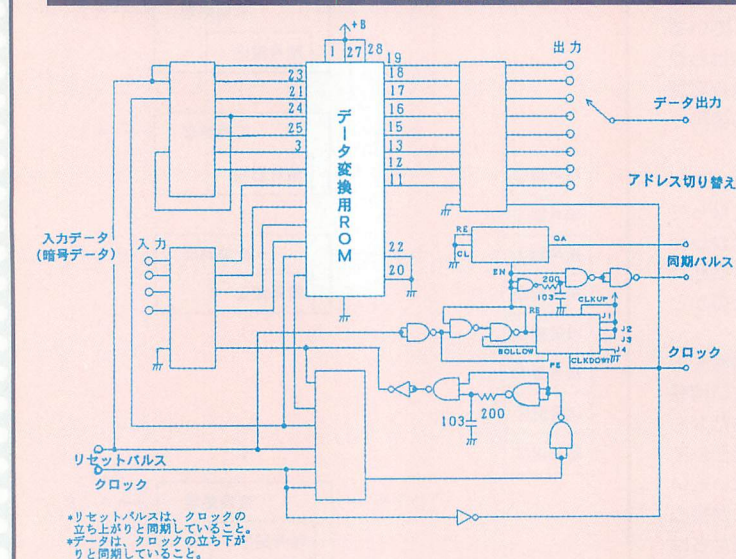 +B
1 27 28
19
18
17
16
15
13
12
11
23
21
24
25
3
データ変換用ROM
22
20
出力
データ出力
アドレス切り替え
入力データ
(暗号データ)
入力
RE
CL
QA
EN
同期パルス
200
103
CLKUP
RE
J1
J2
J3
J4
BOLLOW
PE
CLKDOWN
クロック
103
200
リセットパルス
クロック
*リセットパルスは、クロックの
立ち上がりと同期していること。
*データは、クロックの立ち下が
りと同期していること。